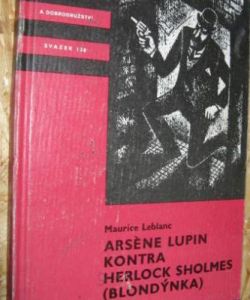 A DOBRODRUŽSTVÍ
SVAZEK 138
Maurice Leblanc
ARSÈNE LUPIN
KONTRA
HERLOCK SHOLMES
(BLONDÝNKA)